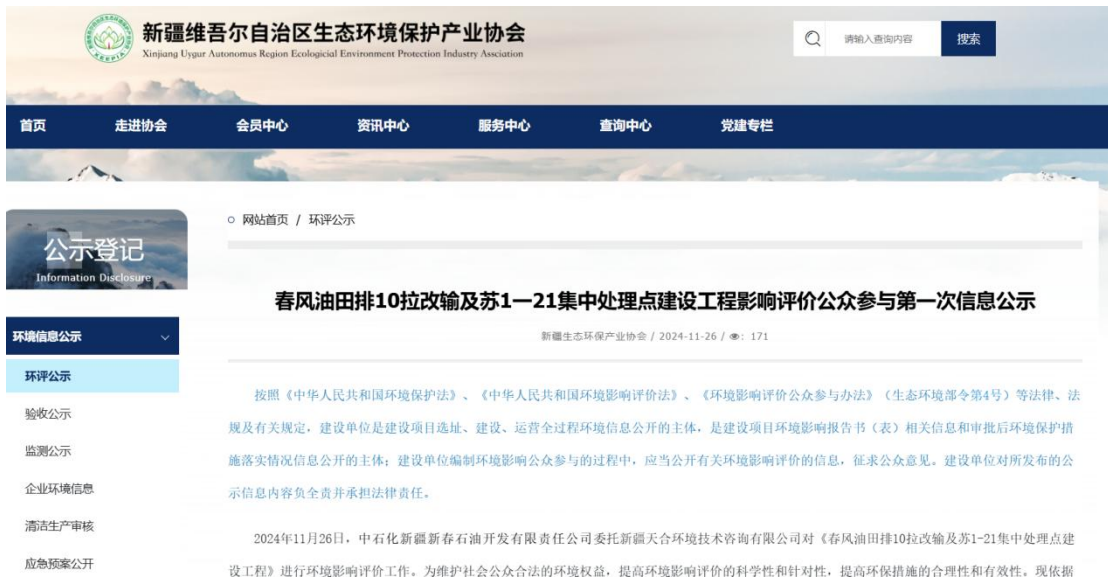 新疆维吾尔自治区生态环境保护产业协会
Xinjiang Uygur Autonomus Region Ecologicial Environment Protection Industry Assciation
XEEPIA
请输入查询内容
搜索
首页
走进协会
会员中心
资讯中心
服务中心
查询中心
党建专栏
公示登记
Information Disclosure
环境信息公示
环评公示
验收公示
监测公示
企业环境信息
清洁生产审核
应急预案公开
网站首页 / 环评公示
春风油田排10拉改输及苏1—21集中处理点建设工程影响评价公众参与第一次信息公示
新疆生态环保产业协会 / 2024-11-26 / : 171
按照《中华人民共和国环境保护法》、《中华人民共和国环境影响评价法》、《环境影响评价公众参与办法》（生态环境部令第4号）等法律、法
规及有关规定，建设单位是建设项目选址、建设、运营全过程环境信息公开的主体，是建设项目环境影响报告书（表）相关信息和审批后环境保护措
施落实情况信息公开的主体；建设单位编制环境影响公众参与的过程中，应当公开有关环境影响评价的信息，征求公众意见。建设单位对所发布的公
示信息内容负全责并承担法律责任。
2024年11月26日，中石化新疆新春石油开发有限责任公司委托新疆天合环境技术咨询有限公司对《春风油田排10拉改输及苏1-21集中处理点建
设工程》进行环境影响评价工作。为维护社会公众合法的环境权益，提高环境影响评价的科学性和针对性，提高环保措施的合理性和有效性。现依据